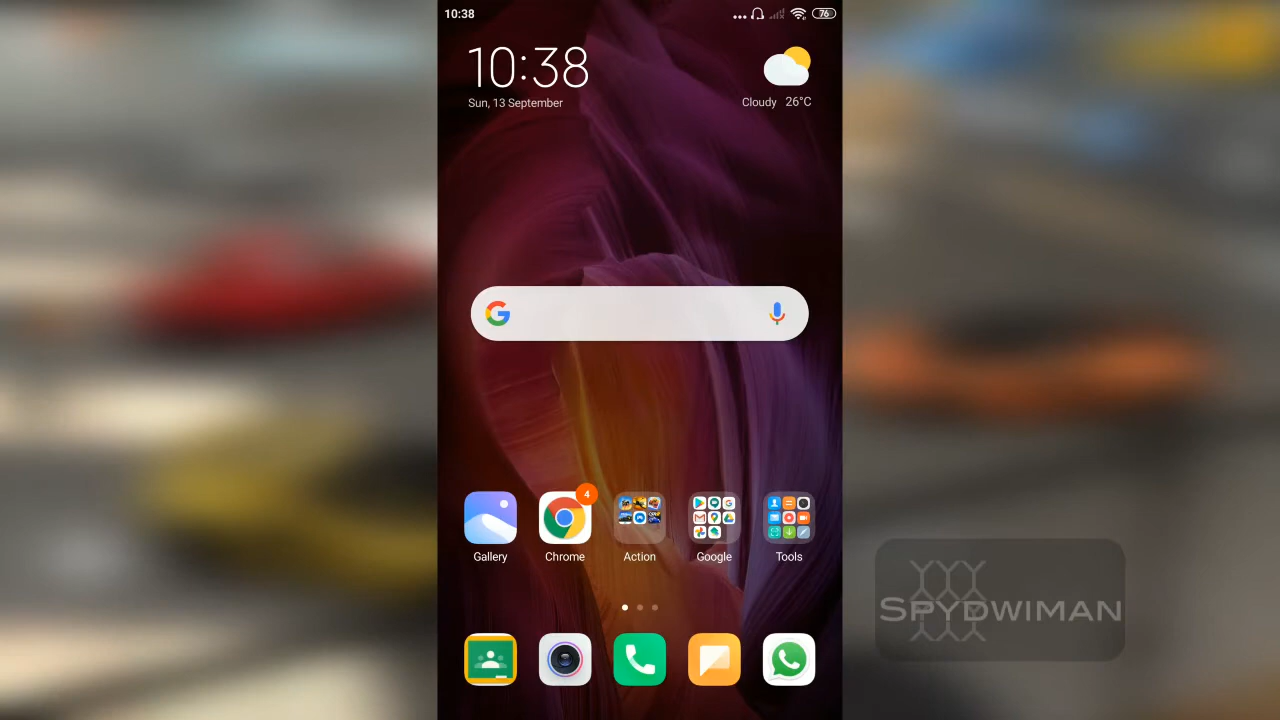 10:38
76
10:38
Sun, 13 September
Cloudy 26°C
4
Gallery
Chrome
Action
Google
Tools
SPYDWIMAN